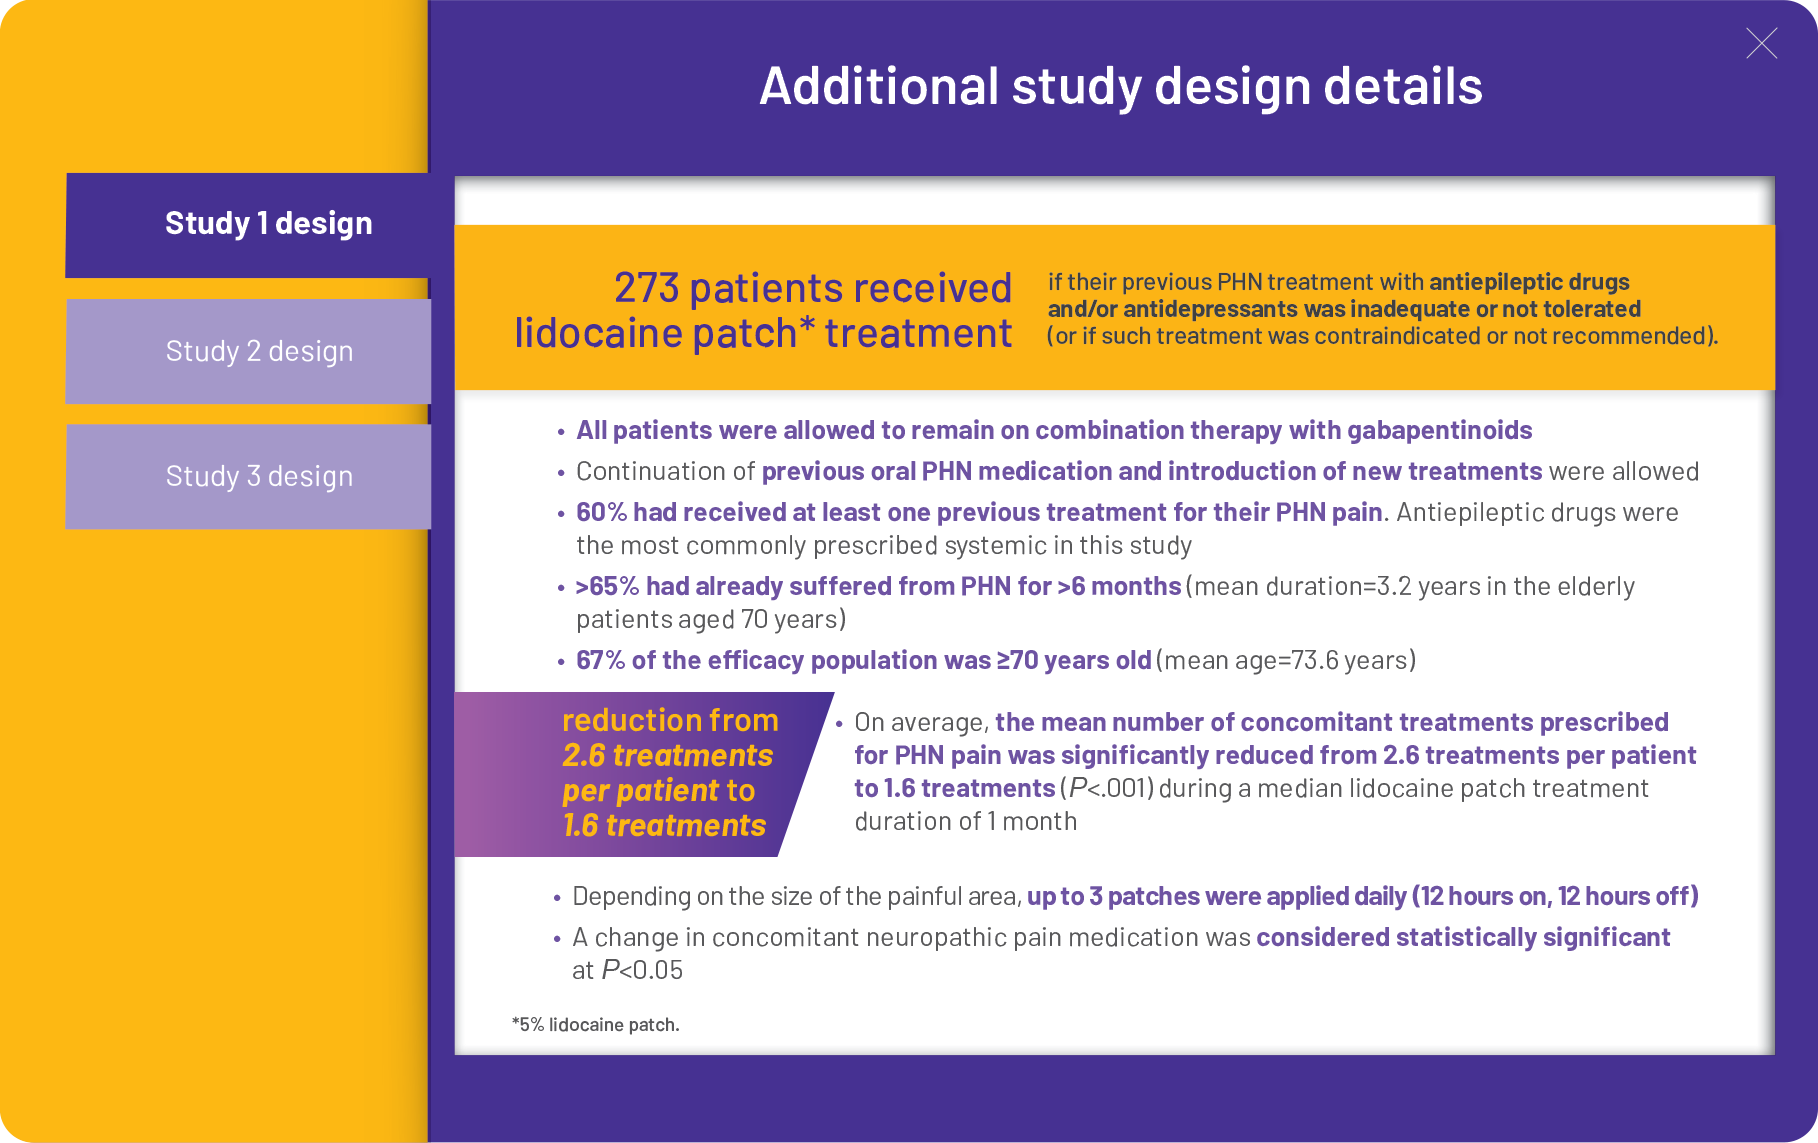 Additional study design details
Study 1 design
Study 2 design
Study 3 design
273 patients received
lidocaine patch* treatment
if their previous PHN treatment with antiepileptic drugs
and/or antidepressants was inadequate or not tolerated
(or if such treatment was contraindicated or not recommended).
• All patients were allowed to remain on combination therapy with gabapentinoids
• Continuation of previous oral PHN medication and introduction of new treatments were allowed
• 60% had received at least one previous treatment for their PHN pain. Antiepileptic drugs were
the most commonly prescribed systemic in this study
• >65% had already suffered from PHN for >6 months (mean duration=3.2 years in the elderly
patients aged 70 years)
• 67% of the efficacy population was ≥70 years old (mean age=73.6 years)
reduction from
2.6 treatments
per patient to
1.6 treatments
• On average, the mean number of concomitant treatments prescribed
for PHN pain was significantly reduced from 2.6 treatments per patient
to 1.6 treatments (P<.001) during a median lidocaine patch treatment
duration of 1 month
• Depending on the size of the painful area, up to 3 patches were applied daily (12 hours on, 12 hours off)
• A change in concomitant neuropathic pain medication was considered statistically significant
at P<0.05
*5% lidocaine patch.